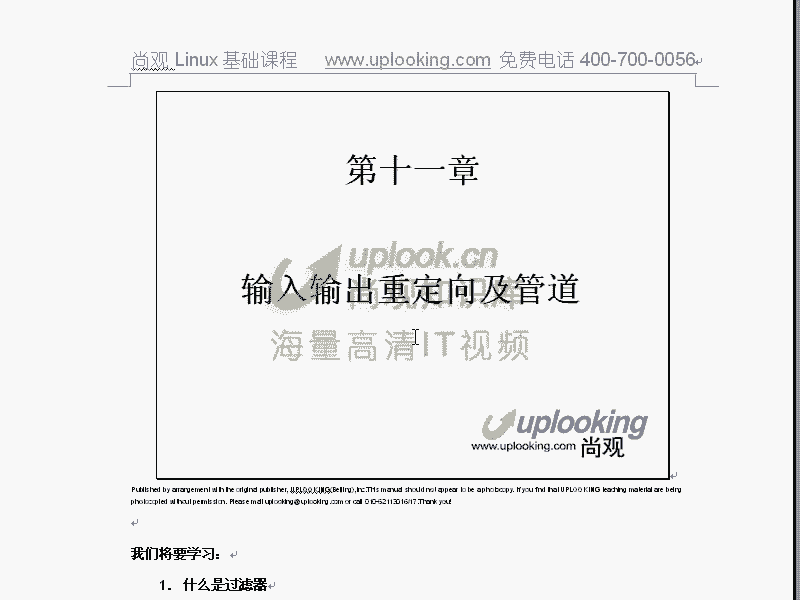 尚观 Linux 基础课程 www.uplooking.com 免费电话 400-700-0056
第十一章
uplook.cn
输入输出重定向及管道
海量高清IT视频
uplooking
www.uplooking.com 尚观
Published by arrangement with the original publisher, UPLOOKING(Beijing),inc.This manual should not appear to be a photocopy. If you find that UPLOOKING teaching material are being
photocopied without permission. Please mail uplooking@uplooking.com or call 010-62113016/17.Thank you!
我们将要学习：
1. 什么是过滤器